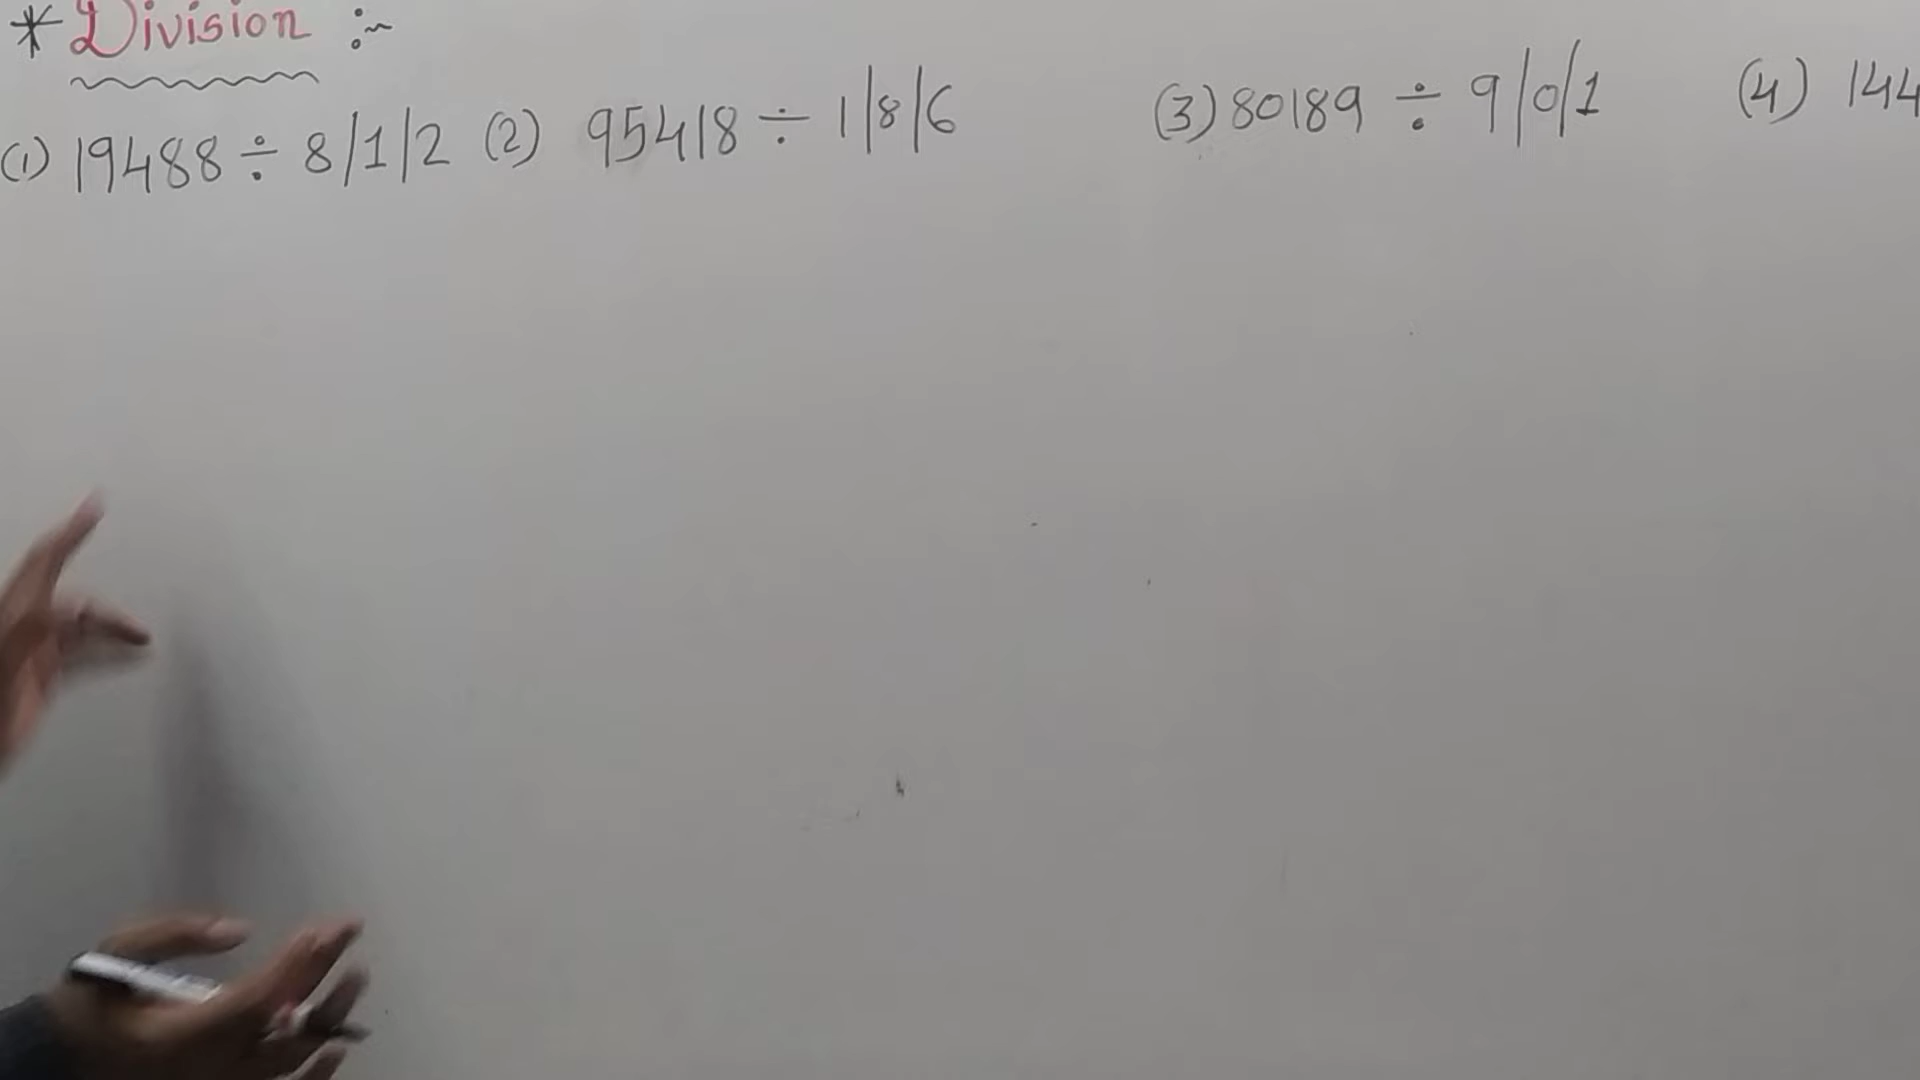 * Division :~
(1) 19488 ÷ 8/1/2 (2) 95418 ÷ 1/8/6 (3) 80189 ÷ 9/0/1 (4) 144